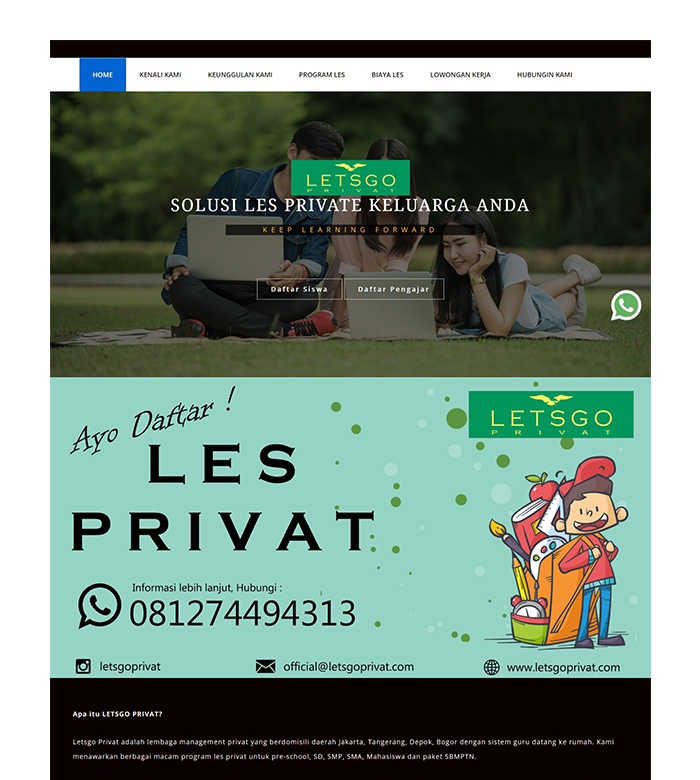 HOME KENALI KAMI KEUNGGULAN KAMI PROGRAM LES BIAYA LES LOWONGAN KERJA HUBUNGIN KAMI
LETSGO
PRIVAT
SOLUSI LES PRIVATE KELUARGA ANDA
KEEP LEARNING FORWARD
Daftar Siswa Daftar Pengajar
Ayo Daftar !
LETSGO
PRIVAT
LES
PRIVAT
Informasi lebih lanjut, Hubungi :
081274494313
letsgoprivat official@letsgoprivat.com www.letsgoprivat.com
Apa itu LETSGO PRIVAT?
Letsgo Privat adalah lembaga management privat yang berdomisili daerah Jakarta, Tangerang, Depok, Bogor dengan sistem guru datang ke rumah. Kami
menawarkan berbagai macam program les privat untuk pre-school, SD, SMP, SMA, Mahasiswa dan paket SBMPTN.